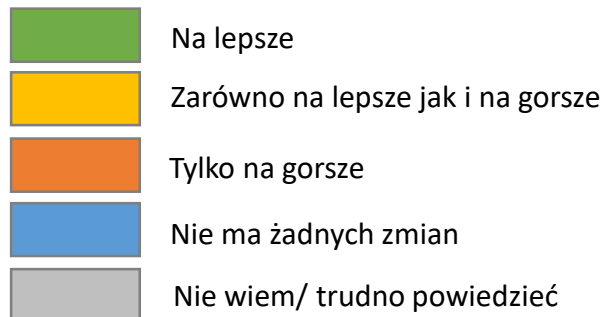 Na lepsze
Zarówno na lepsze jak i na gorsze
Tylko na gorsze
Nie ma żadnych zmian
Nie wiem/ trudno powiedzieć